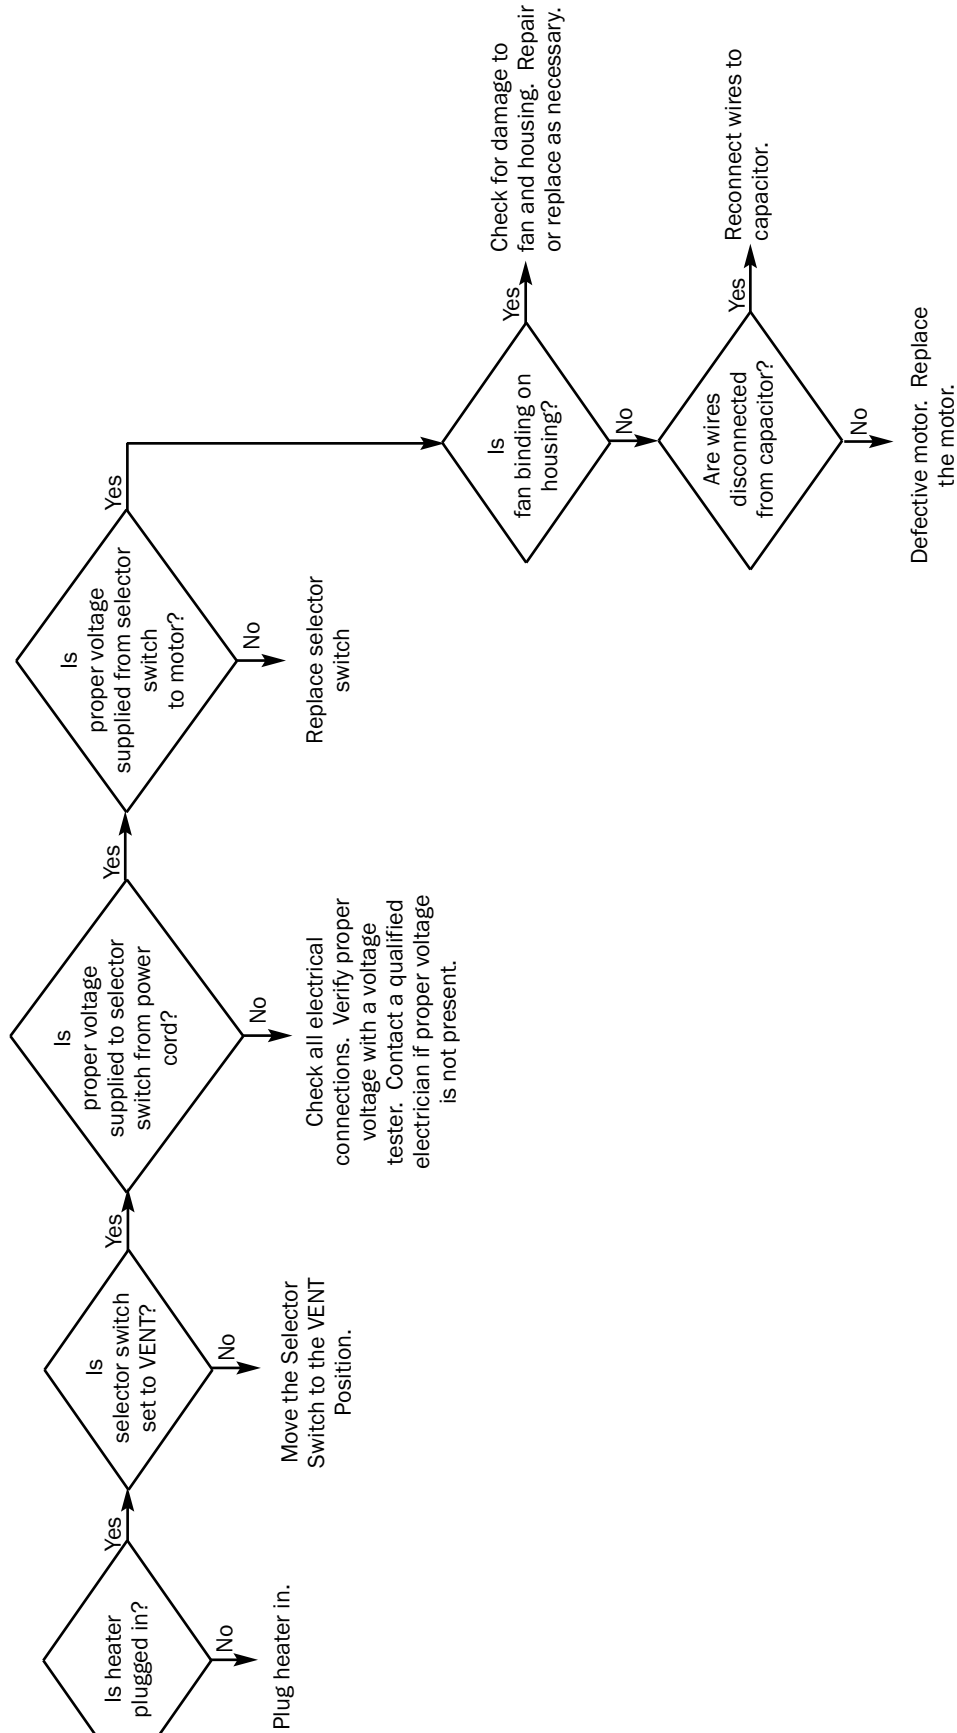 Is heater
plugged in?
Yes
No
Plug heater in.
Is
selector switch
set to VENT?
Yes
No
Move the Selector
Switch to the VENT
Position.
Is
proper voltage
supplied to selector
switch from power
cord?
Yes
No
Check all electrical
connections.  Verify proper
voltage with a voltage
tester.  Contact a qualified
electrician if proper voltage
is not present.
Is
proper voltage
supplied from selector
switch
to motor?
Yes
No
Replace selector
switch
Is
fan binding on
housing?
Yes
Check for damage to
fan and housing.  Repair
or replace as necessary.
No
Are wires
disconnected
from capacitor?
Yes
Reconnect wires to
capacitor.
No
Defective motor.  Replace
the motor.